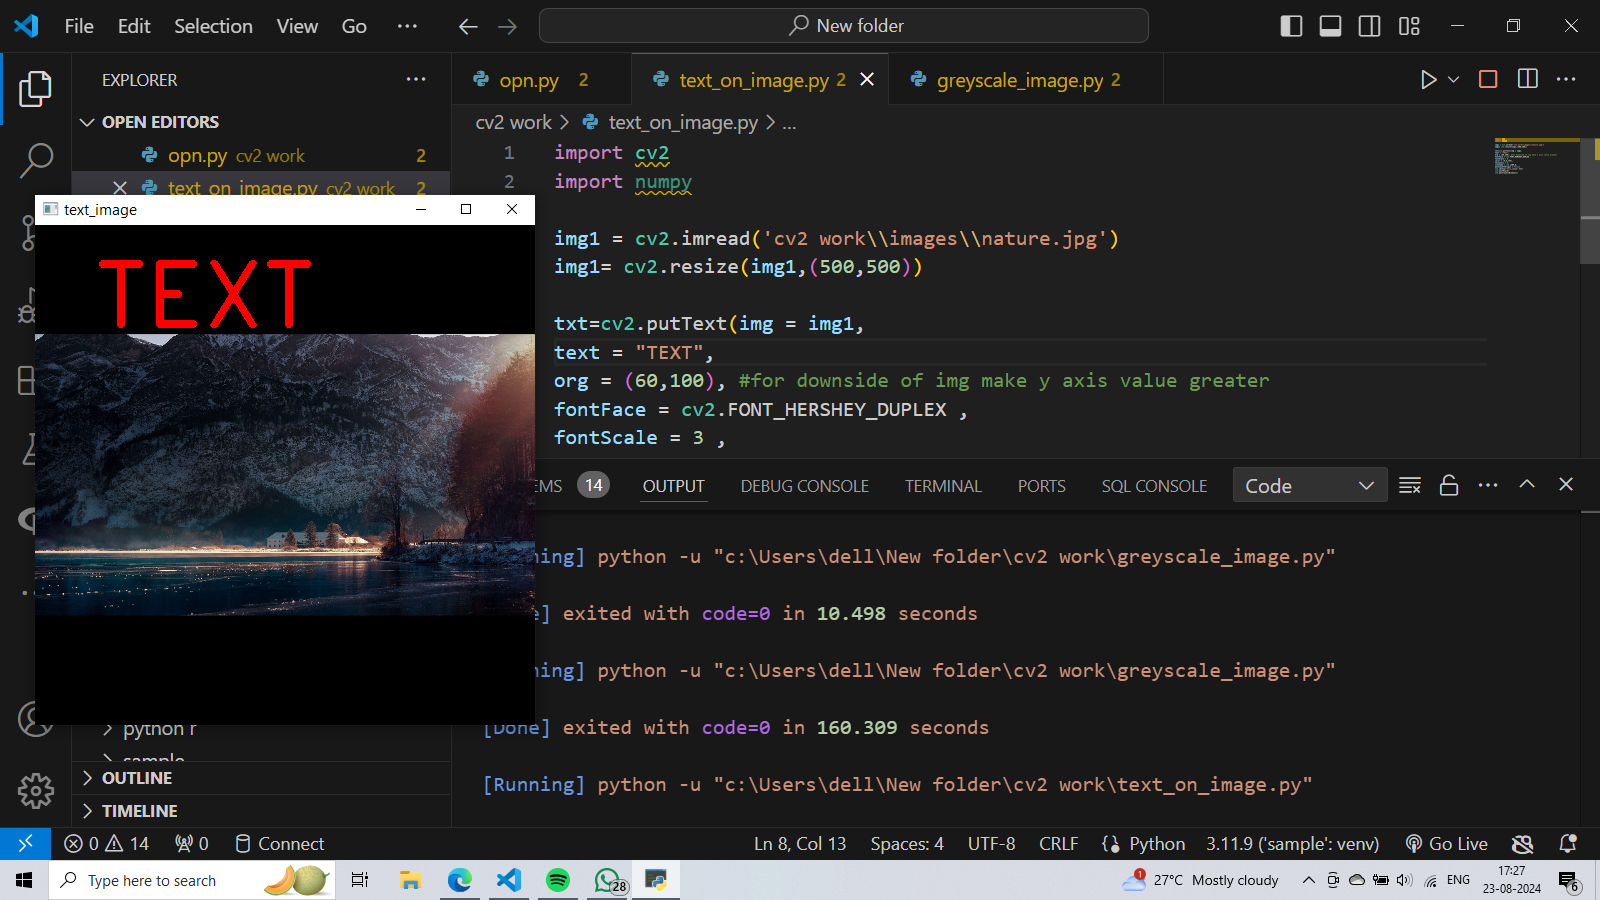 File Edit Selection View Go ... New folder
EXPLORER ...
opn.py 2 text_on_image.py 2 greyscale_image.py 2
OPEN EDITORS
opn.py cv2 work 2
text_on_image.py cv2 work 2
cv2 work > text_on_image.py > ...
1 import cv2
2 import numpy
img1 = cv2.imread('cv2 work\\images\\nature.jpg')
img1= cv2.resize(img1,(500,500))
txt=cv2.putText(img = img1,
text = "TEXT",
org = (60,100), #for downside of img make y axis value greater
fontFace = cv2.FONT_HERSHEY_DUPLEX ,
fontScale = 3 ,
text_image
TEXT
EMS 14 OUTPUT DEBUG CONSOLE TERMINAL PORTS SQL CONSOLE Code
ning] python -u "c:\Users\dell\New folder\cv2 work\greyscale_image.py"
e] exited with code=0 in 10.498 seconds
ning] python -u "c:\Users\dell\New folder\cv2 work\greyscale_image.py"
[Done] exited with code=0 in 160.309 seconds
[Running] python -u "c:\Users\dell\New folder\cv2 work\text_on_image.py"
python r
sample
OUTLINE
TIMELINE
0 14 0 Connect Ln 8, Col 13 Spaces: 4 UTF-8 CRLF Python 3.11.9 ('sample': venv) Go Live
Type here to search 28 1 27°C Mostly cloudy ENG 17:27
23-08-2024 6